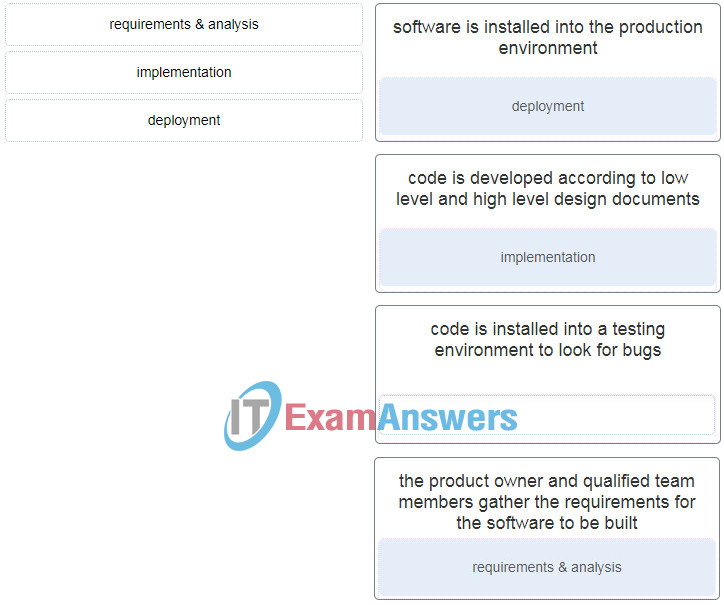 requirements & analysis
implementation
deployment
software is installed into the production
environment
deployment
code is developed according to low
level and high level design documents
implementation
code is installed into a testing
environment to look for bugs
IT ExamAnswers
the product owner and qualified team
members gather the requirements for
the software to be built
requirements & analysis